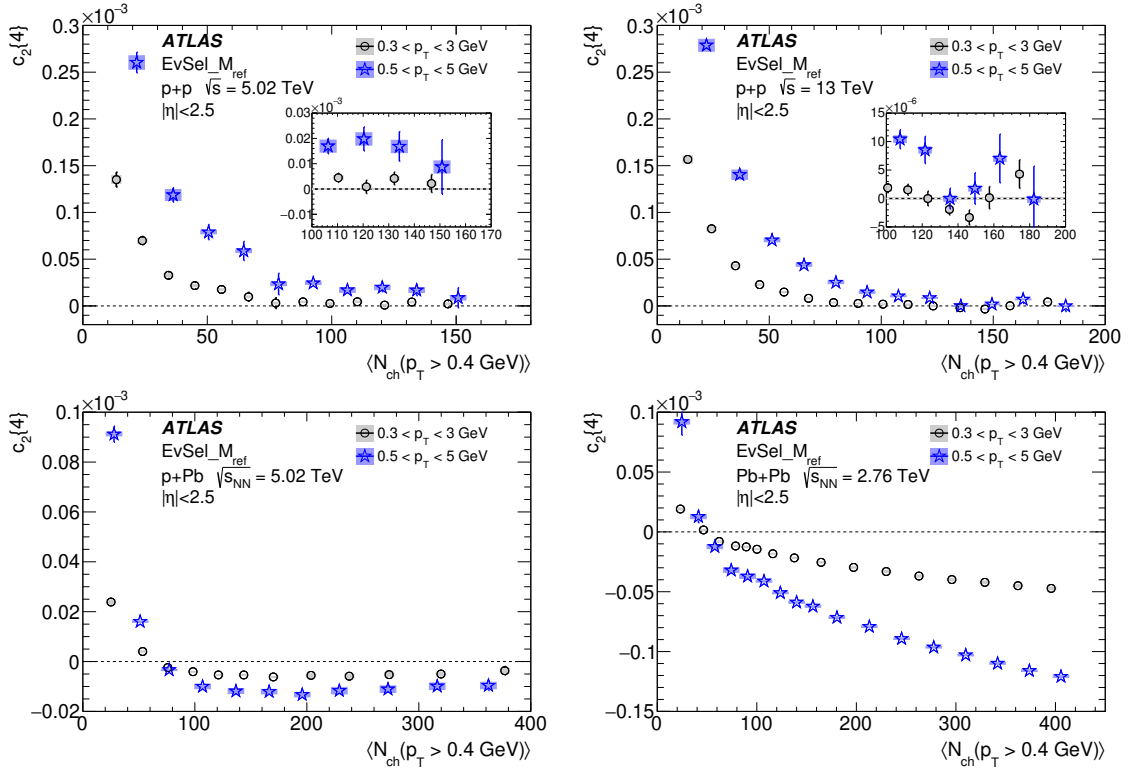 ×10⁻³
c₂{4}
0.3
0.25
0.2
0.15
0.1
0.05
0
ATLAS
EvSel_M_ref
p+p √s = 5.02 TeV
|η|<2.5
0.3 < p_T < 3 GeV
0.5 < p_T < 5 GeV
×10⁻³
0.03
0.02
0.01
0
−0.01
100 110 120 130 140 150 160 170
0 50 100 150
⟨N_ch(p_T > 0.4 GeV)⟩
×10⁻³
c₂{4}
0.3
0.25
0.2
0.15
0.1
0.05
0
ATLAS
EvSel_M_ref
p+p √s = 13 TeV
|η|<2.5
0.3 < p_T < 3 GeV
0.5 < p_T < 5 GeV
×10⁻⁶
15
10
5
0
−5
100 120 140 160 180 200
0 50 100 150 200
⟨N_ch(p_T > 0.4 GeV)⟩
×10⁻³
c₂{4}
0.1
0.08
0.06
0.04
0.02
0
−0.02
ATLAS
EvSel_M_ref
p+Pb √s_NN = 5.02 TeV
|η|<2.5
0.3 < p_T < 3 GeV
0.5 < p_T < 5 GeV
0 100 200 300 400
⟨N_ch(p_T > 0.4 GeV)⟩
×10⁻³
c₂{4}
0.1
0.05
0
−0.05
−0.1
−0.15
ATLAS
EvSel_M_ref
Pb+Pb √s_NN = 2.76 TeV
|η|<2.5
0.3 < p_T < 3 GeV
0.5 < p_T < 5 GeV
0 100 200 300 400
⟨N_ch(p_T > 0.4 GeV)⟩